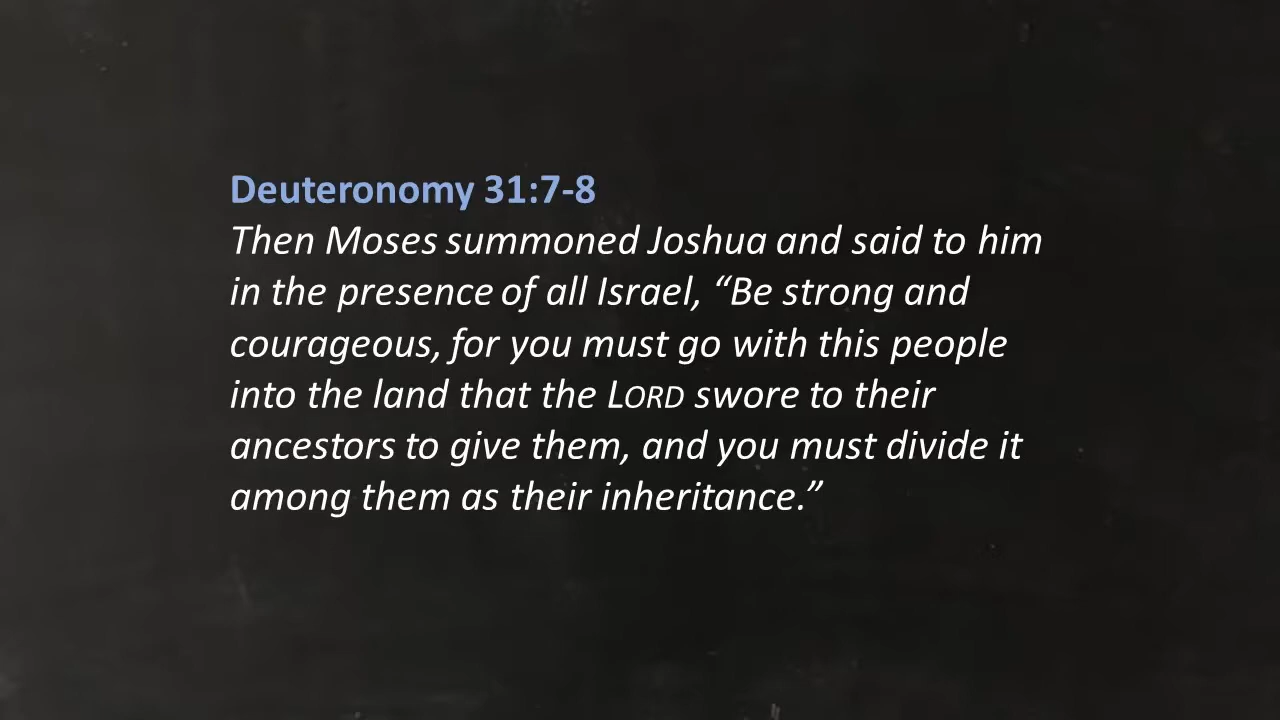 Deuteronomy 31:7-8
Then Moses summoned Joshua and said to him
in the presence of all Israel, “Be strong and
courageous, for you must go with this people
into the land that the LORD swore to their
ancestors to give them, and you must divide it
among them as their inheritance.”